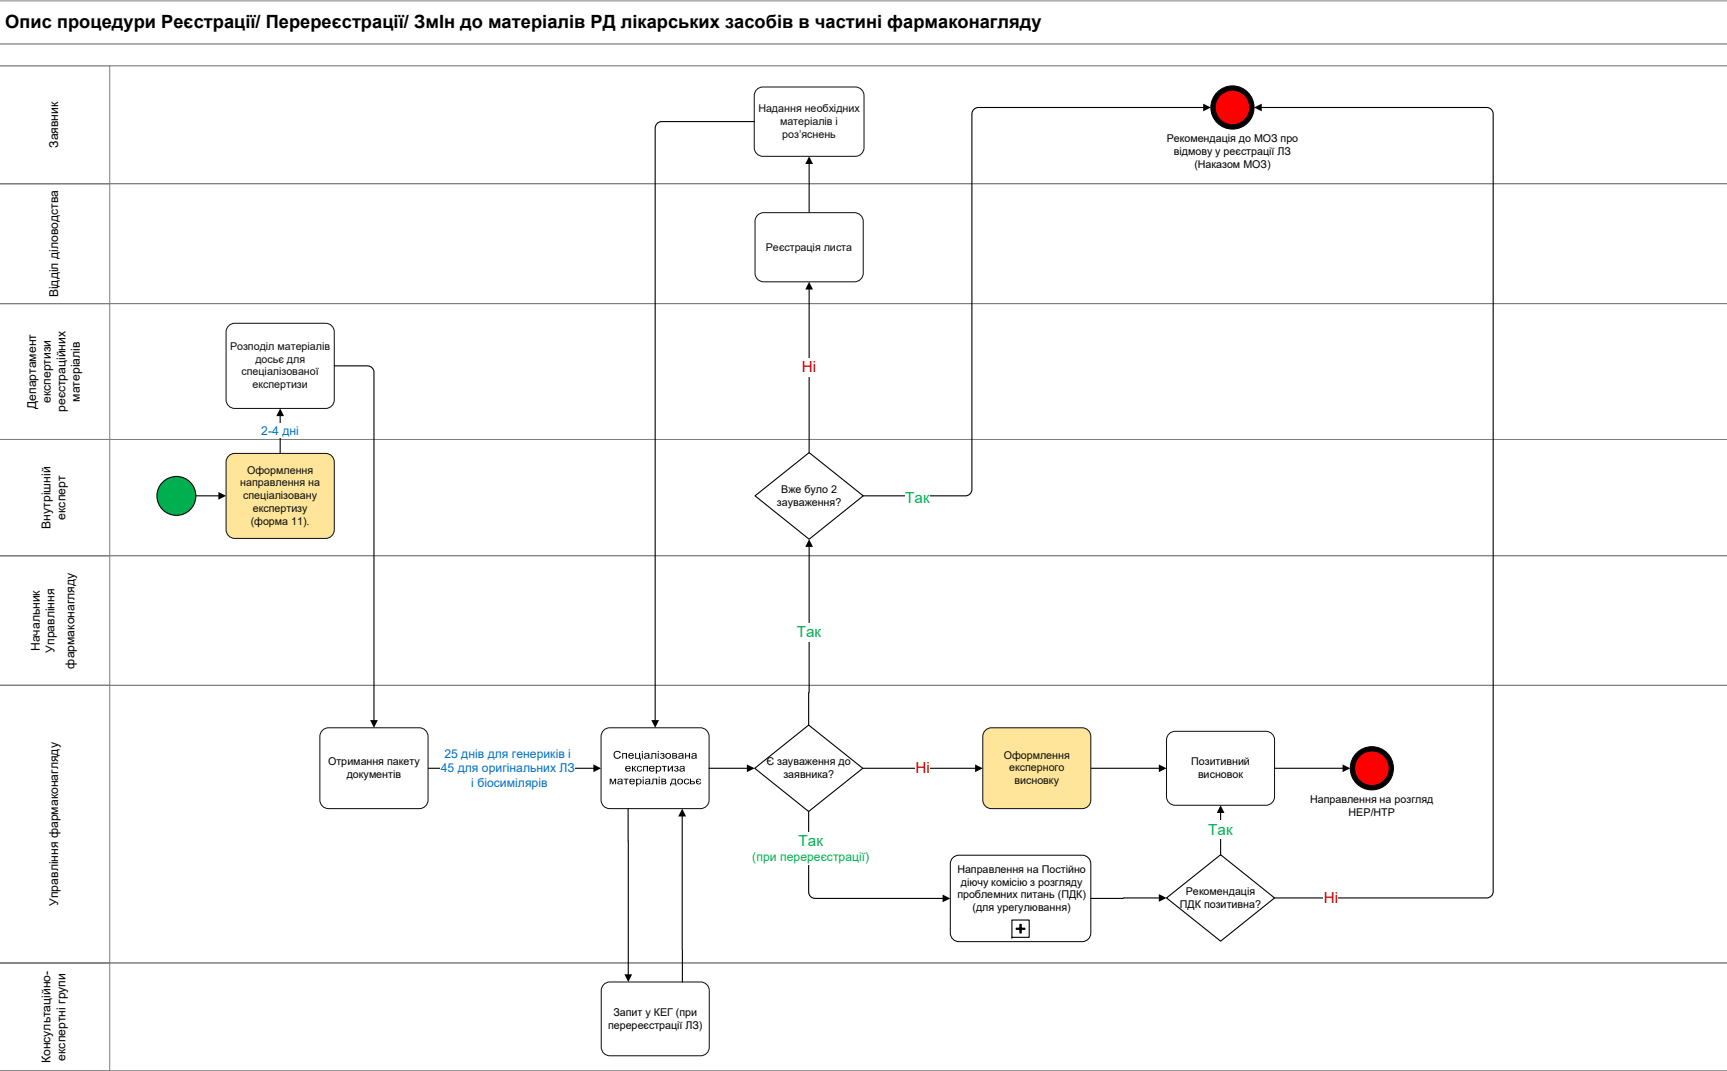 Опис процедури Реєстрації/ Перереєстрації/ ЗмІн до матеріалів РД лікарських засобів в частині фармаконагляду
Заявник
Надання необхідних
матеріалів і
роз’яснень
Рекомендація до МОЗ про
відмову у реєстрації ЛЗ
(Наказом МОЗ)
Відділ діловодства
Реєстрація листа
Департамент
експертизи
реєстраційних
матеріалів
Розподіл матеріалів
досьє для
спеціалізованої
експертизи
Ні
2-4 дні
Внутрішній
експерт
Оформлення
направлення на
спеціалізовану
експертизу
(форма 11).
Вже було 2
зауваження?
Так
Начальник
Управління
фармаконагляду
Так
Управління фармаконагляду
Отримання пакету
документів
25 днів для генериків і
45 для оригінальних ЛЗ
і біосимілярів
Спеціалізована
експертиза
матеріалів досьє
Є зауваження до
заявника?
Ні
Оформлення
експерного
висновку
Позитивний
висновок
Направлення на розгляд
НЕР/НТР
Так
(при перереєстрації)
Так
Направлення на Постійно
діючу комісію з розгляду
проблемних питань (ПДК)
(для урегулювання)
Рекомендація
ПДК позитивна?
Ні
Консультаційно-
експертні групи
Запит у КЕГ (при
перереєстрації ЛЗ)